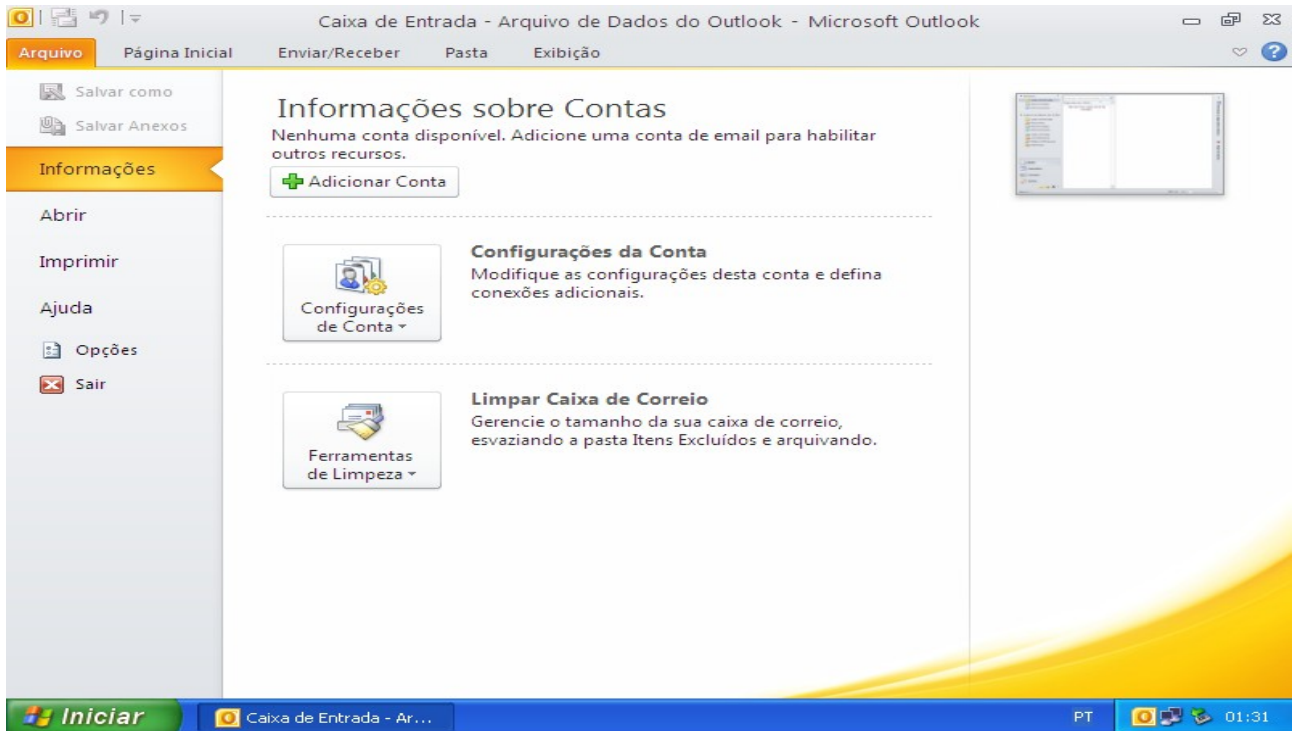 Caixa de Entrada - Arquivo de Dados do Outlook - Microsoft Outlook
Arquivo Página Inicial Enviar/Receber Pasta Exibição
Salvar como
Salvar Anexos
Informações
Abrir
Imprimir
Ajuda
Opções
Sair
Informações sobre Contas
Nenhuma conta disponível. Adicione uma conta de email para habilitar
outros recursos.
Adicionar Conta
Configurações
de Conta
Configurações da Conta
Modifique as configurações desta conta e defina
conexões adicionais.
Ferramentas
de Limpeza
Limpar Caixa de Correio
Gerencie o tamanho da sua caixa de correio,
esvaziando a pasta Itens Excluídos e arquivando.
Iniciar
Caixa de Entrada - Ar...
PT
01:31